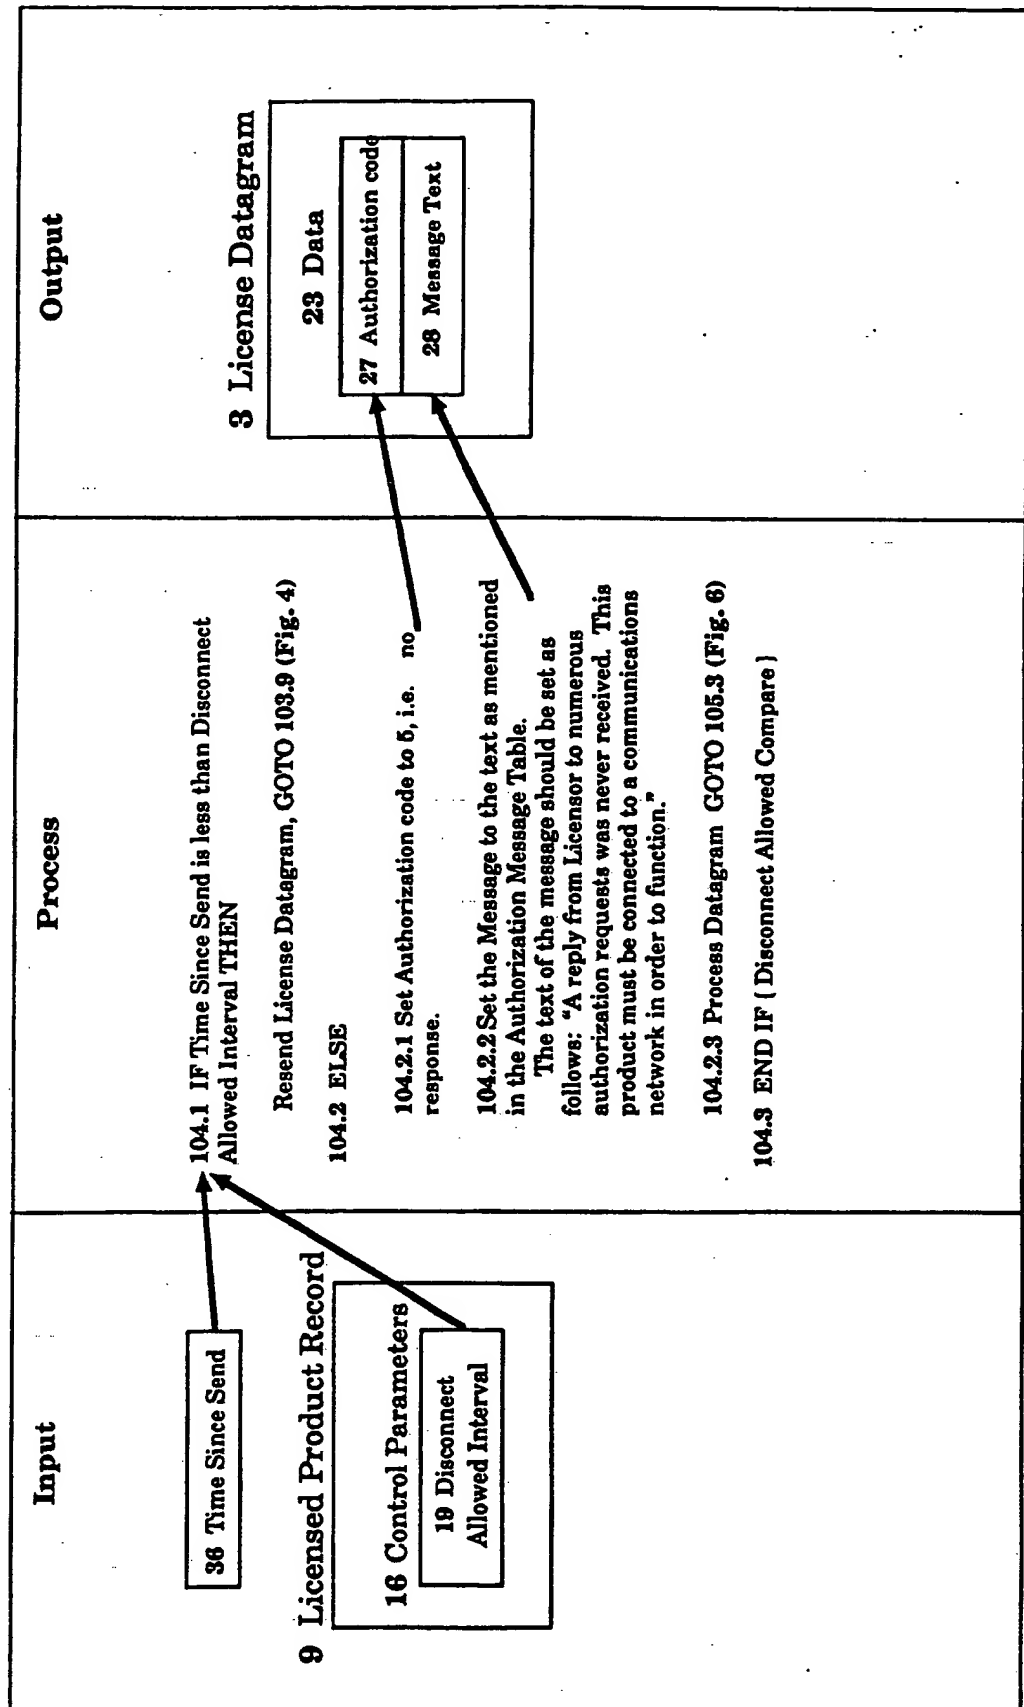 Input
36 Time Since Send
9 Licensed Product Record
16 Control Parameters
19 Disconnect
Allowed Interval
Process
104.1 IF Time Since Send is less than Disconnect
Allowed Interval THEN
Resend License Datagram, GOTO 103.9 (Fig. 4)
104.2 ELSE
104.2.1 Set Authorization code to 5, i.e. no
response.
104.2.2 Set the Message to the text as mentioned
in the Authorization Message Table.
The text of the message should be set as
follows: "A reply from Licensor to numerous
authorization requests was never received. This
product must be connected to a communications
network in order to function."
104.2.3 Process Datagram GOTO 105.3 (Fig. 6)
104.3 END IF { Disconnect Allowed Compare }
Output
3 License Datagram
23 Data
27 Authorization code
28 Message Text